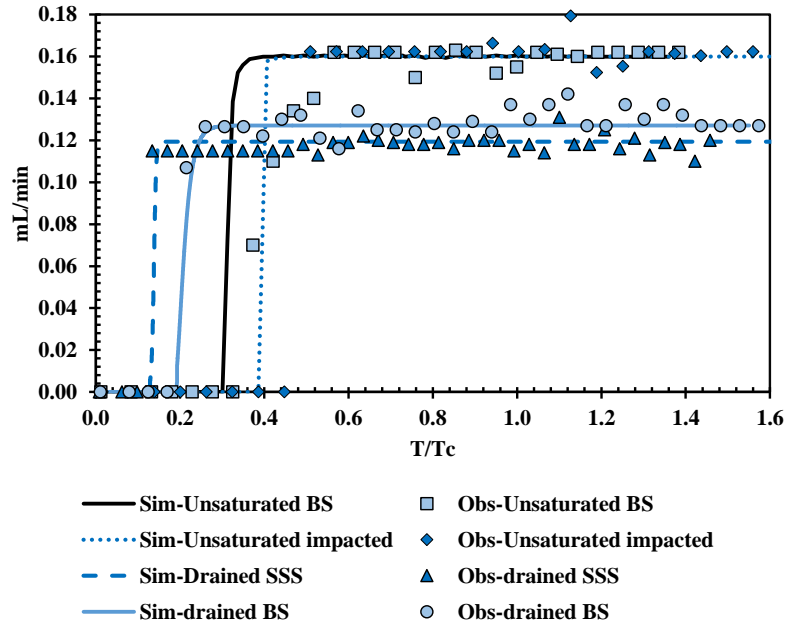 0.18
0.16
0.14
0.12
0.10
0.08
0.06
0.04
0.02
0.00
mL/min
0.0 0.2 0.4 0.6 0.8 1.0 1.2 1.4 1.6
T/Tc
Sim-Unsaturated BS Obs-Unsaturated BS
Sim-Unsaturated impacted Obs-Unsaturated impacted
Sim-Drained SSS Obs-drained SSS
Sim-drained BS Obs-drained BS